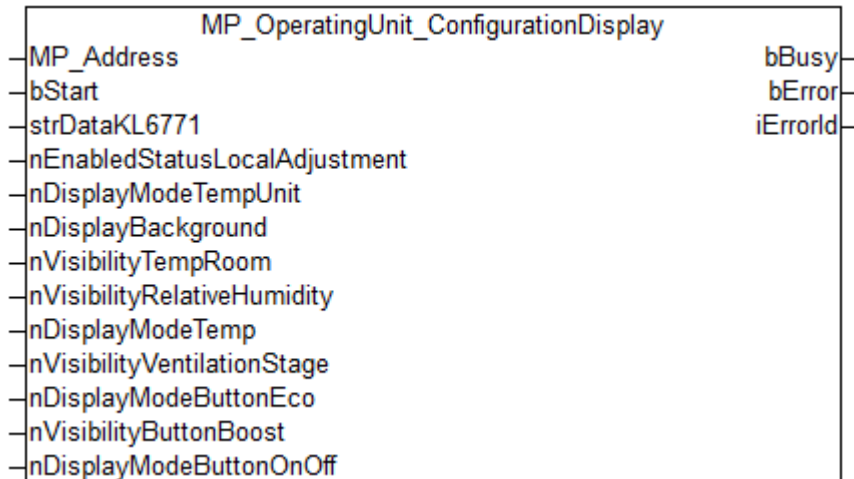 MP_OperatingUnit_ConfigurationDisplay
MP_Address bBusy
bStart bError
strDataKL6771 iErrorId
nEnabledStatusLocalAdjustment
nDisplayModeTempUnit
nDisplayBackground
nVisibilityTempRoom
nVisibilityRelativeHumidity
nDisplayModeTemp
nVisibilityVentilationStage
nDisplayModeButtonEco
nVisibilityButtonBoost
nDisplayModeButtonOnOff